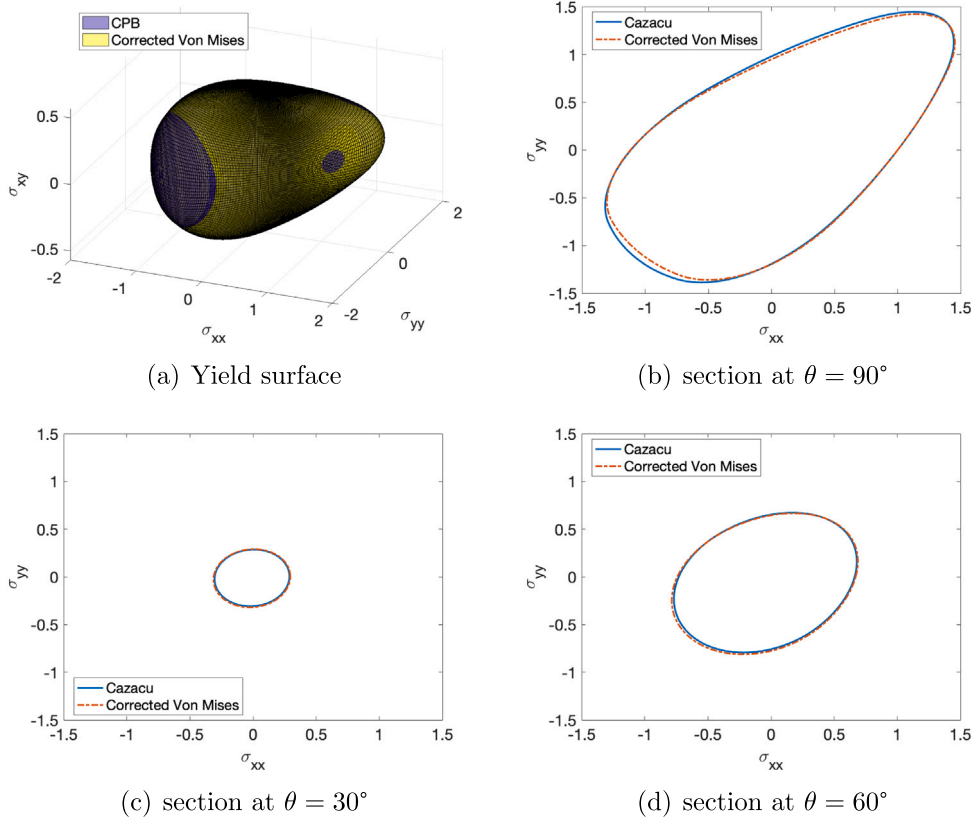 CPB
Corrected Von Mises
0.5
0
-0.5
σxy
-2
-1
0
1
2
σxx
-2
0
2
σyy
(a) Yield surface
Cazacu
Corrected Von Mises
1.5
1
0.5
0
-0.5
-1
-1.5
σyy
-1.5 -1 -0.5 0 0.5 1 1.5
σxx
(b) section at θ = 90°
1.5
1
0.5
0
-0.5
-1
-1.5
σyy
Cazacu
Corrected Von Mises
-1.5 -1 -0.5 0 0.5 1 1.5
σxx
(c) section at θ = 30°
Cazacu
Corrected Von Mises
1.5
1
0.5
0
-0.5
-1
-1.5
σyy
-1.5 -1 -0.5 0 0.5 1 1.5
σxx
(d) section at θ = 60°